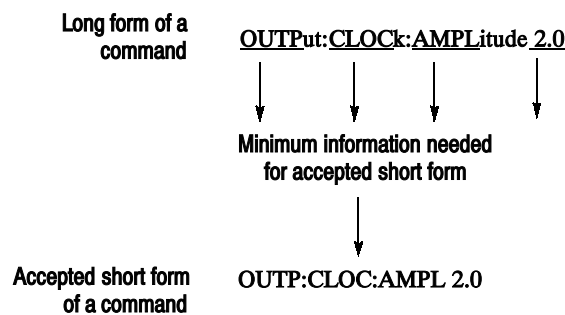 Long form of a
command
OUTPut:CLOCk:AMPLitude 2.0
Minimum information needed
for accepted short form
Accepted short form
of a command
OUTP:CLOC:AMPL 2.0